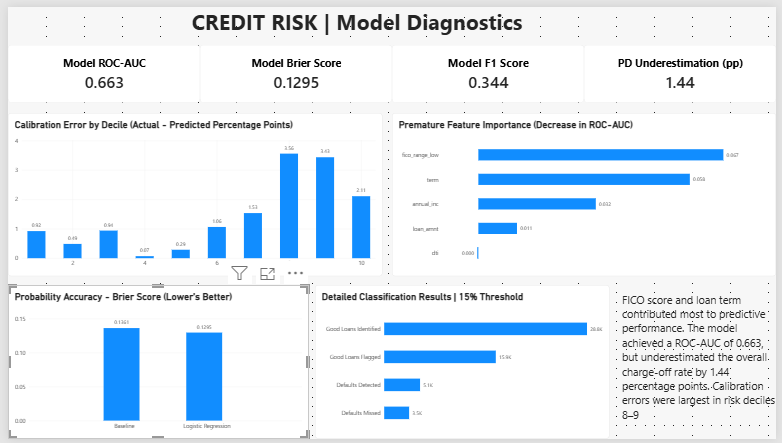 CREDIT RISK | Model Diagnostics
Model ROC-AUC
0.663
Model Brier Score
0.1295
Model F1 Score
0.344
PD Underestimation (pp)
1.44
Calibration Error by Decile (Actual - Predicted Percentage Points)
4
3
2
1
0
0.92
0.49
0.94
0.07
0.29
1.06
1.53
3.56
3.43
2.11
2
4
6
10
Premature Feature Importance (Decrease in ROC-AUC)
fico_range_low
0.067
term
0.058
annual_inc
0.032
loan_amnt
0.011
dti
0.000
Probability Accuracy - Brier Score (Lower's Better)
0.15
0.10
0.05
0.00
0.1361
0.1295
Baseline
Logistic Regression
Detailed Classification Results | 15% Threshold
Good Loans Identified
Good Loans Flagged
15.9K
Defaults Detected
5.1K
Defaults Missed
3.5K
FICO score and loan term
contributed most to predictive
performance. The model
achieved a ROC-AUC of 0.663,
but underestimated the overall
charge-off rate by 1.44
percentage points. Calibration
errors were largest in risk deciles
8–9